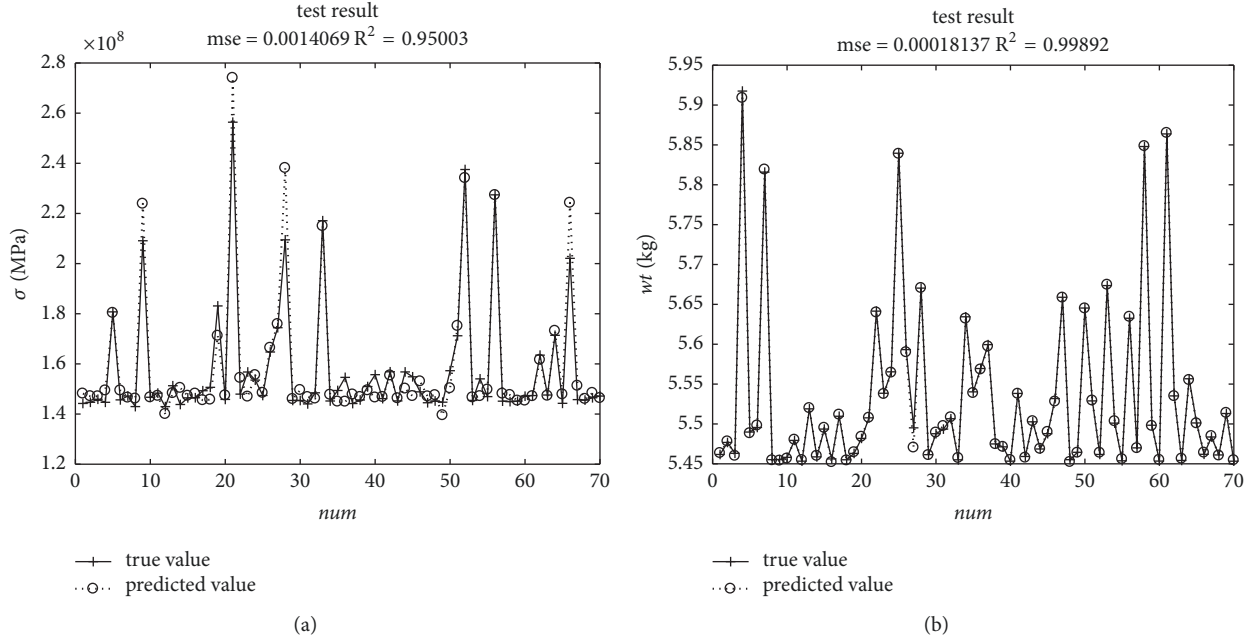 test result
mse = 0.0014069 R² = 0.95003
×10⁸
2.8
2.6
2.4
2.2
2
1.8
1.6
1.4
1.2
σ (MPa)
0 10 20 30 40 50 60 70
num
true value
predicted value
(a)
test result
mse = 0.00018137 R² = 0.99892
5.95
5.9
5.85
5.8
5.75
5.7
5.65
5.6
5.55
5.5
5.45
wt (kg)
0 10 20 30 40 50 60 70
num
true value
predicted value
(b)